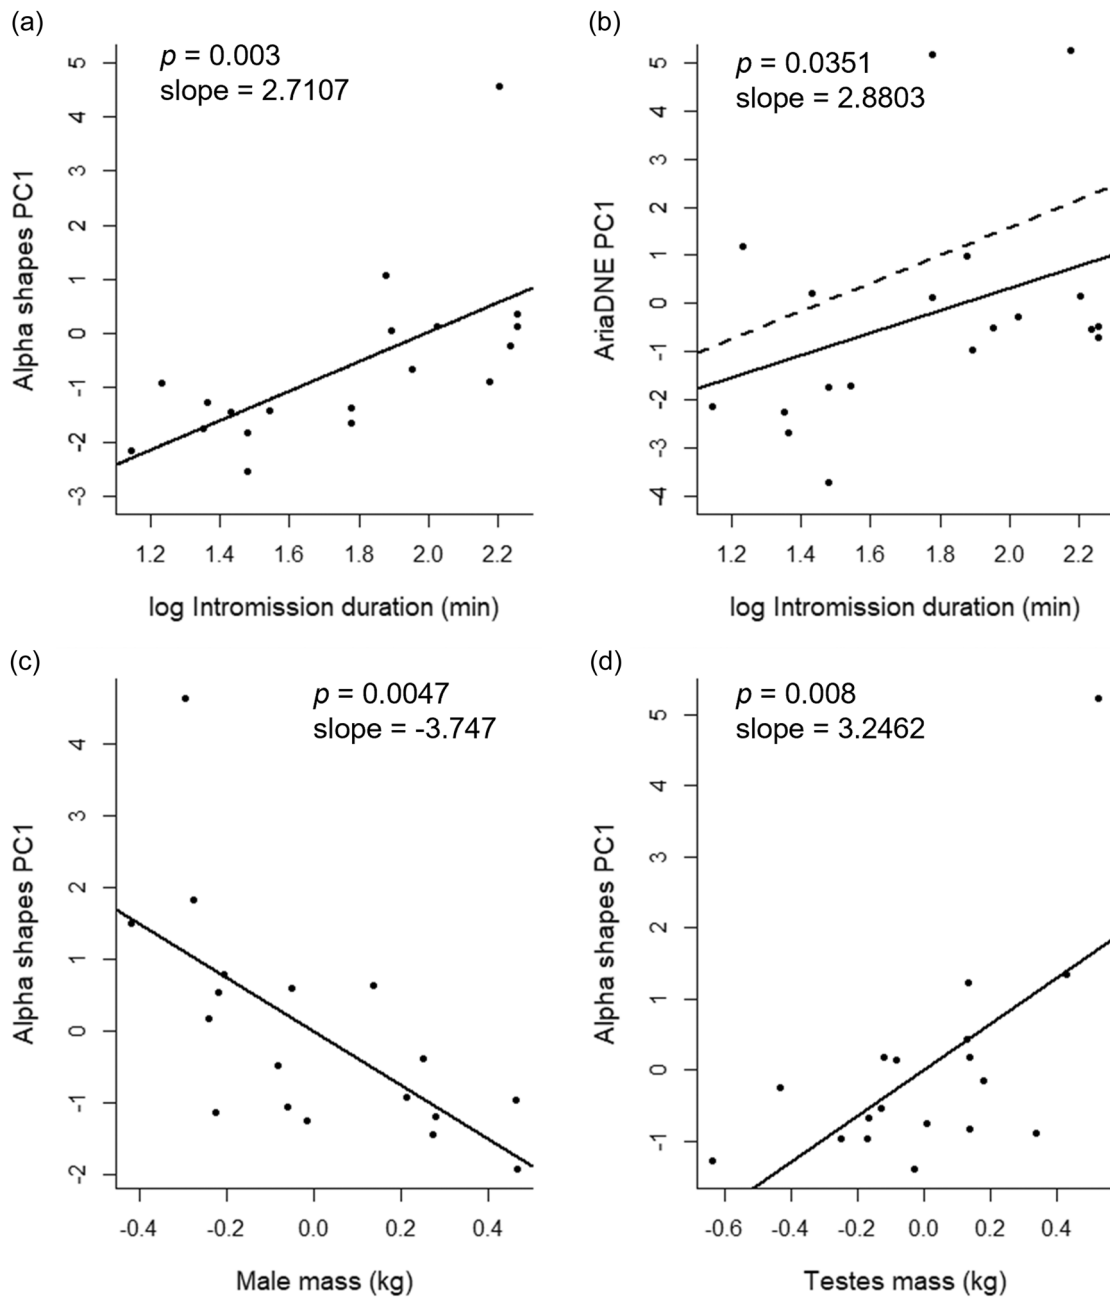 (a)
p = 0.003
slope = 2.7107
Alpha shapes PC1
5
4
3
2
1
0
-1
-2
-3
1.2 1.4 1.6 1.8 2.0 2.2
log Intromission duration (min)
(b)
p = 0.0351
slope = 2.8803
AriaDNE PC1
5
4
3
2
1
0
-1
-2
-3
-4
1.2 1.4 1.6 1.8 2.0 2.2
log Intromission duration (min)
(c)
p = 0.0047
slope = -3.747
Alpha shapes PC1
4
3
2
1
0
-1
-2
-0.4 -0.2 0.0 0.2 0.4
Male mass (kg)
(d)
p = 0.008
slope = 3.2462
Alpha shapes PC1
5
4
3
2
1
0
-1
-0.6 -0.4 -0.2 0.0 0.2 0.4
Testes mass (kg)